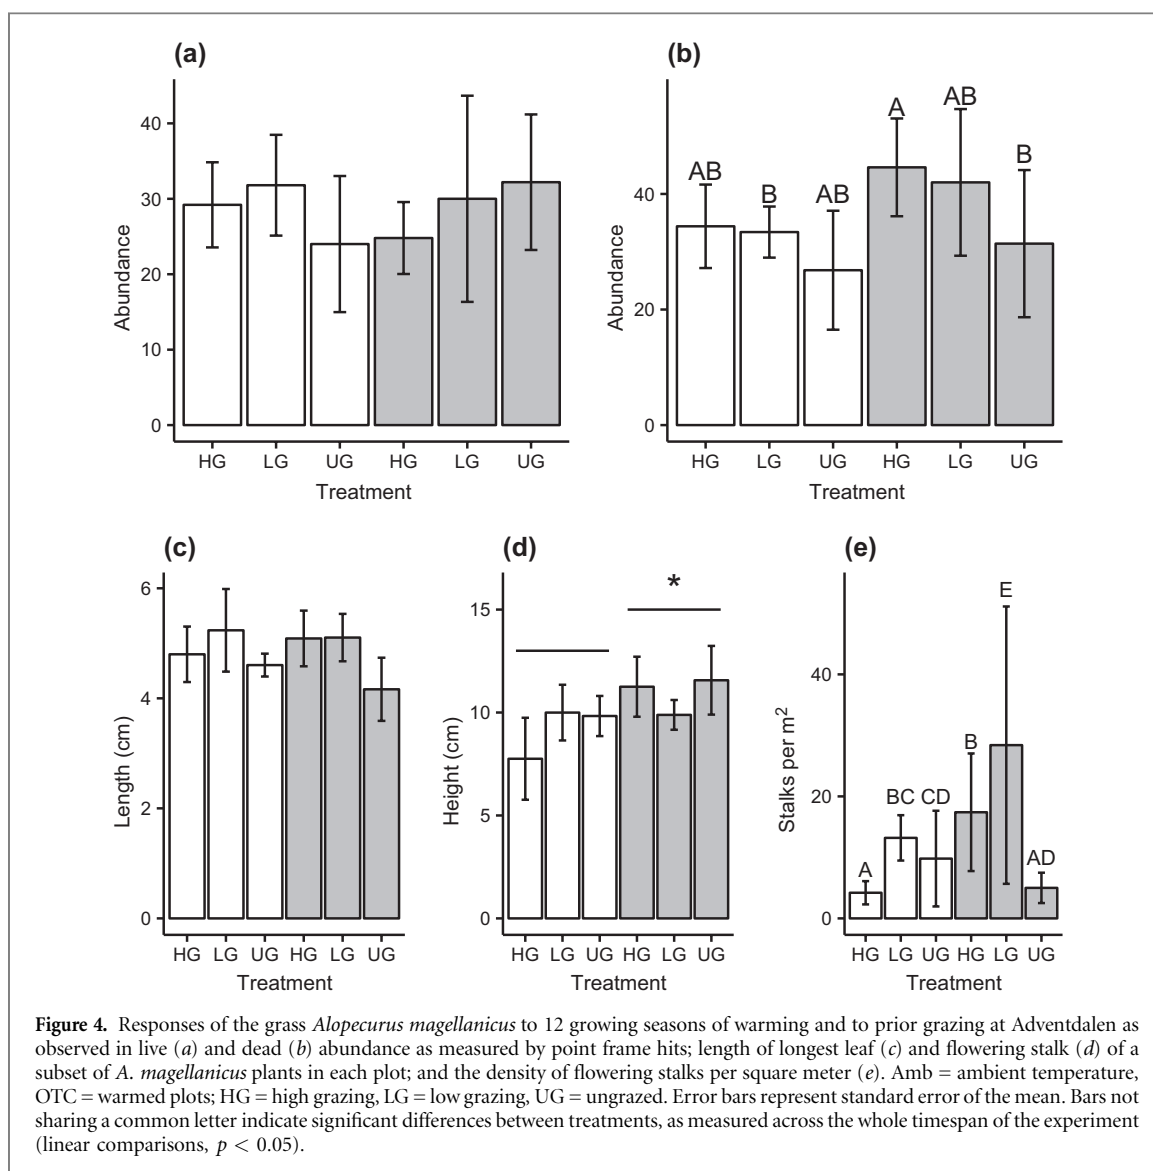 (a)
Abundance
40
30
20
10
0
HG LG UG HG LG UG
Treatment
(b)
Abundance
40
20
0
AB B AB A AB B
HG LG UG HG LG UG
Treatment
(c)
Length (cm)
6
4
2
0
HG LG UG HG LG UG
Treatment
(d)
Height (cm)
15
10
5
0
*
HG LG UG HG LG UG
Treatment
(e)
Stalks per m²
40
20
0
A BC CD B E AD
HG LG UG HG LG UG
Treatment
Figure 4. Responses of the grass Alopecurus magellanicus to 12 growing seasons of warming and to prior grazing at Adventdalen as
observed in live (a) and dead (b) abundance as measured by point frame hits; length of longest leaf (c) and flowering stalk (d) of a
subset of A. magellanicus plants in each plot; and the density of flowering stalks per square meter (e). Amb = ambient temperature,
OTC = warmed plots; HG = high grazing, LG = low grazing, UG = ungrazed. Error bars represent standard error of the mean. Bars not
sharing a common letter indicate significant differences between treatments, as measured across the whole timespan of the experiment
(linear comparisons, p < 0.05).